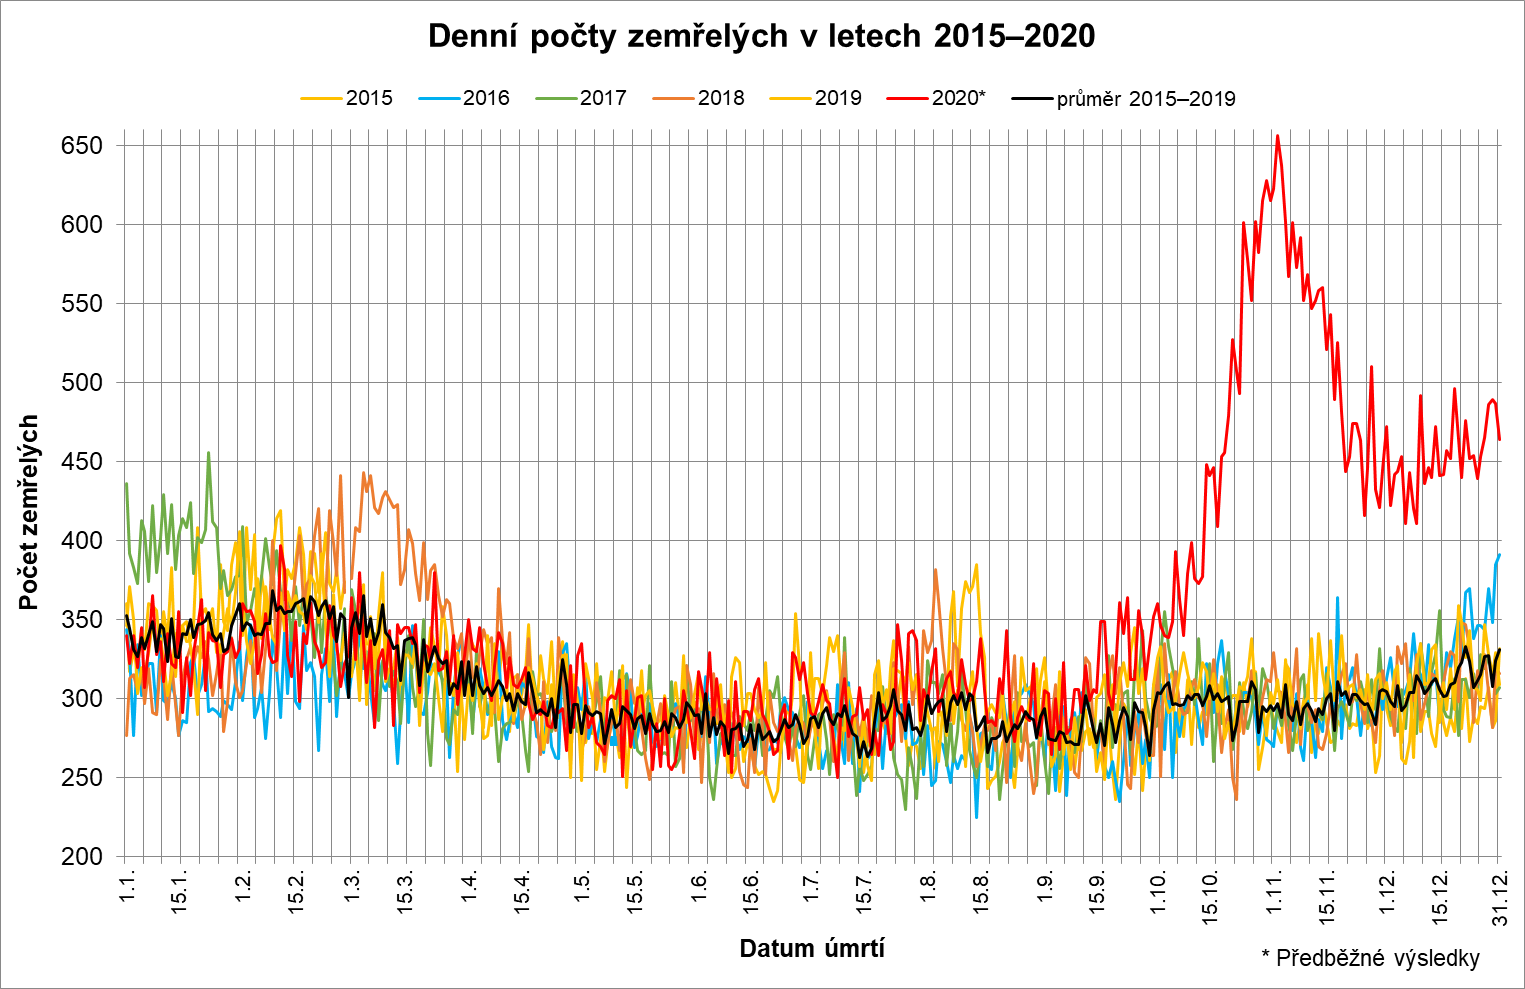 Denní počty zemřelých v letech 2015–2020
2015 2016 2017 2018 2019 2020* průměr 2015–2019
Počet zemřelých
650
600
550
500
450
400
350
300
250
200
1.1. 15.1. 1.2. 15.2. 1.3. 15.3. 1.4. 15.4. 1.5. 15.5. 1.6. 15.6. 1.7. 15.7. 1.8. 15.8. 1.9. 15.9. 1.10. 15.10. 1.11. 15.11. 1.12. 15.12. 31.12.
Datum úmrtí
* Předběžné výsledky